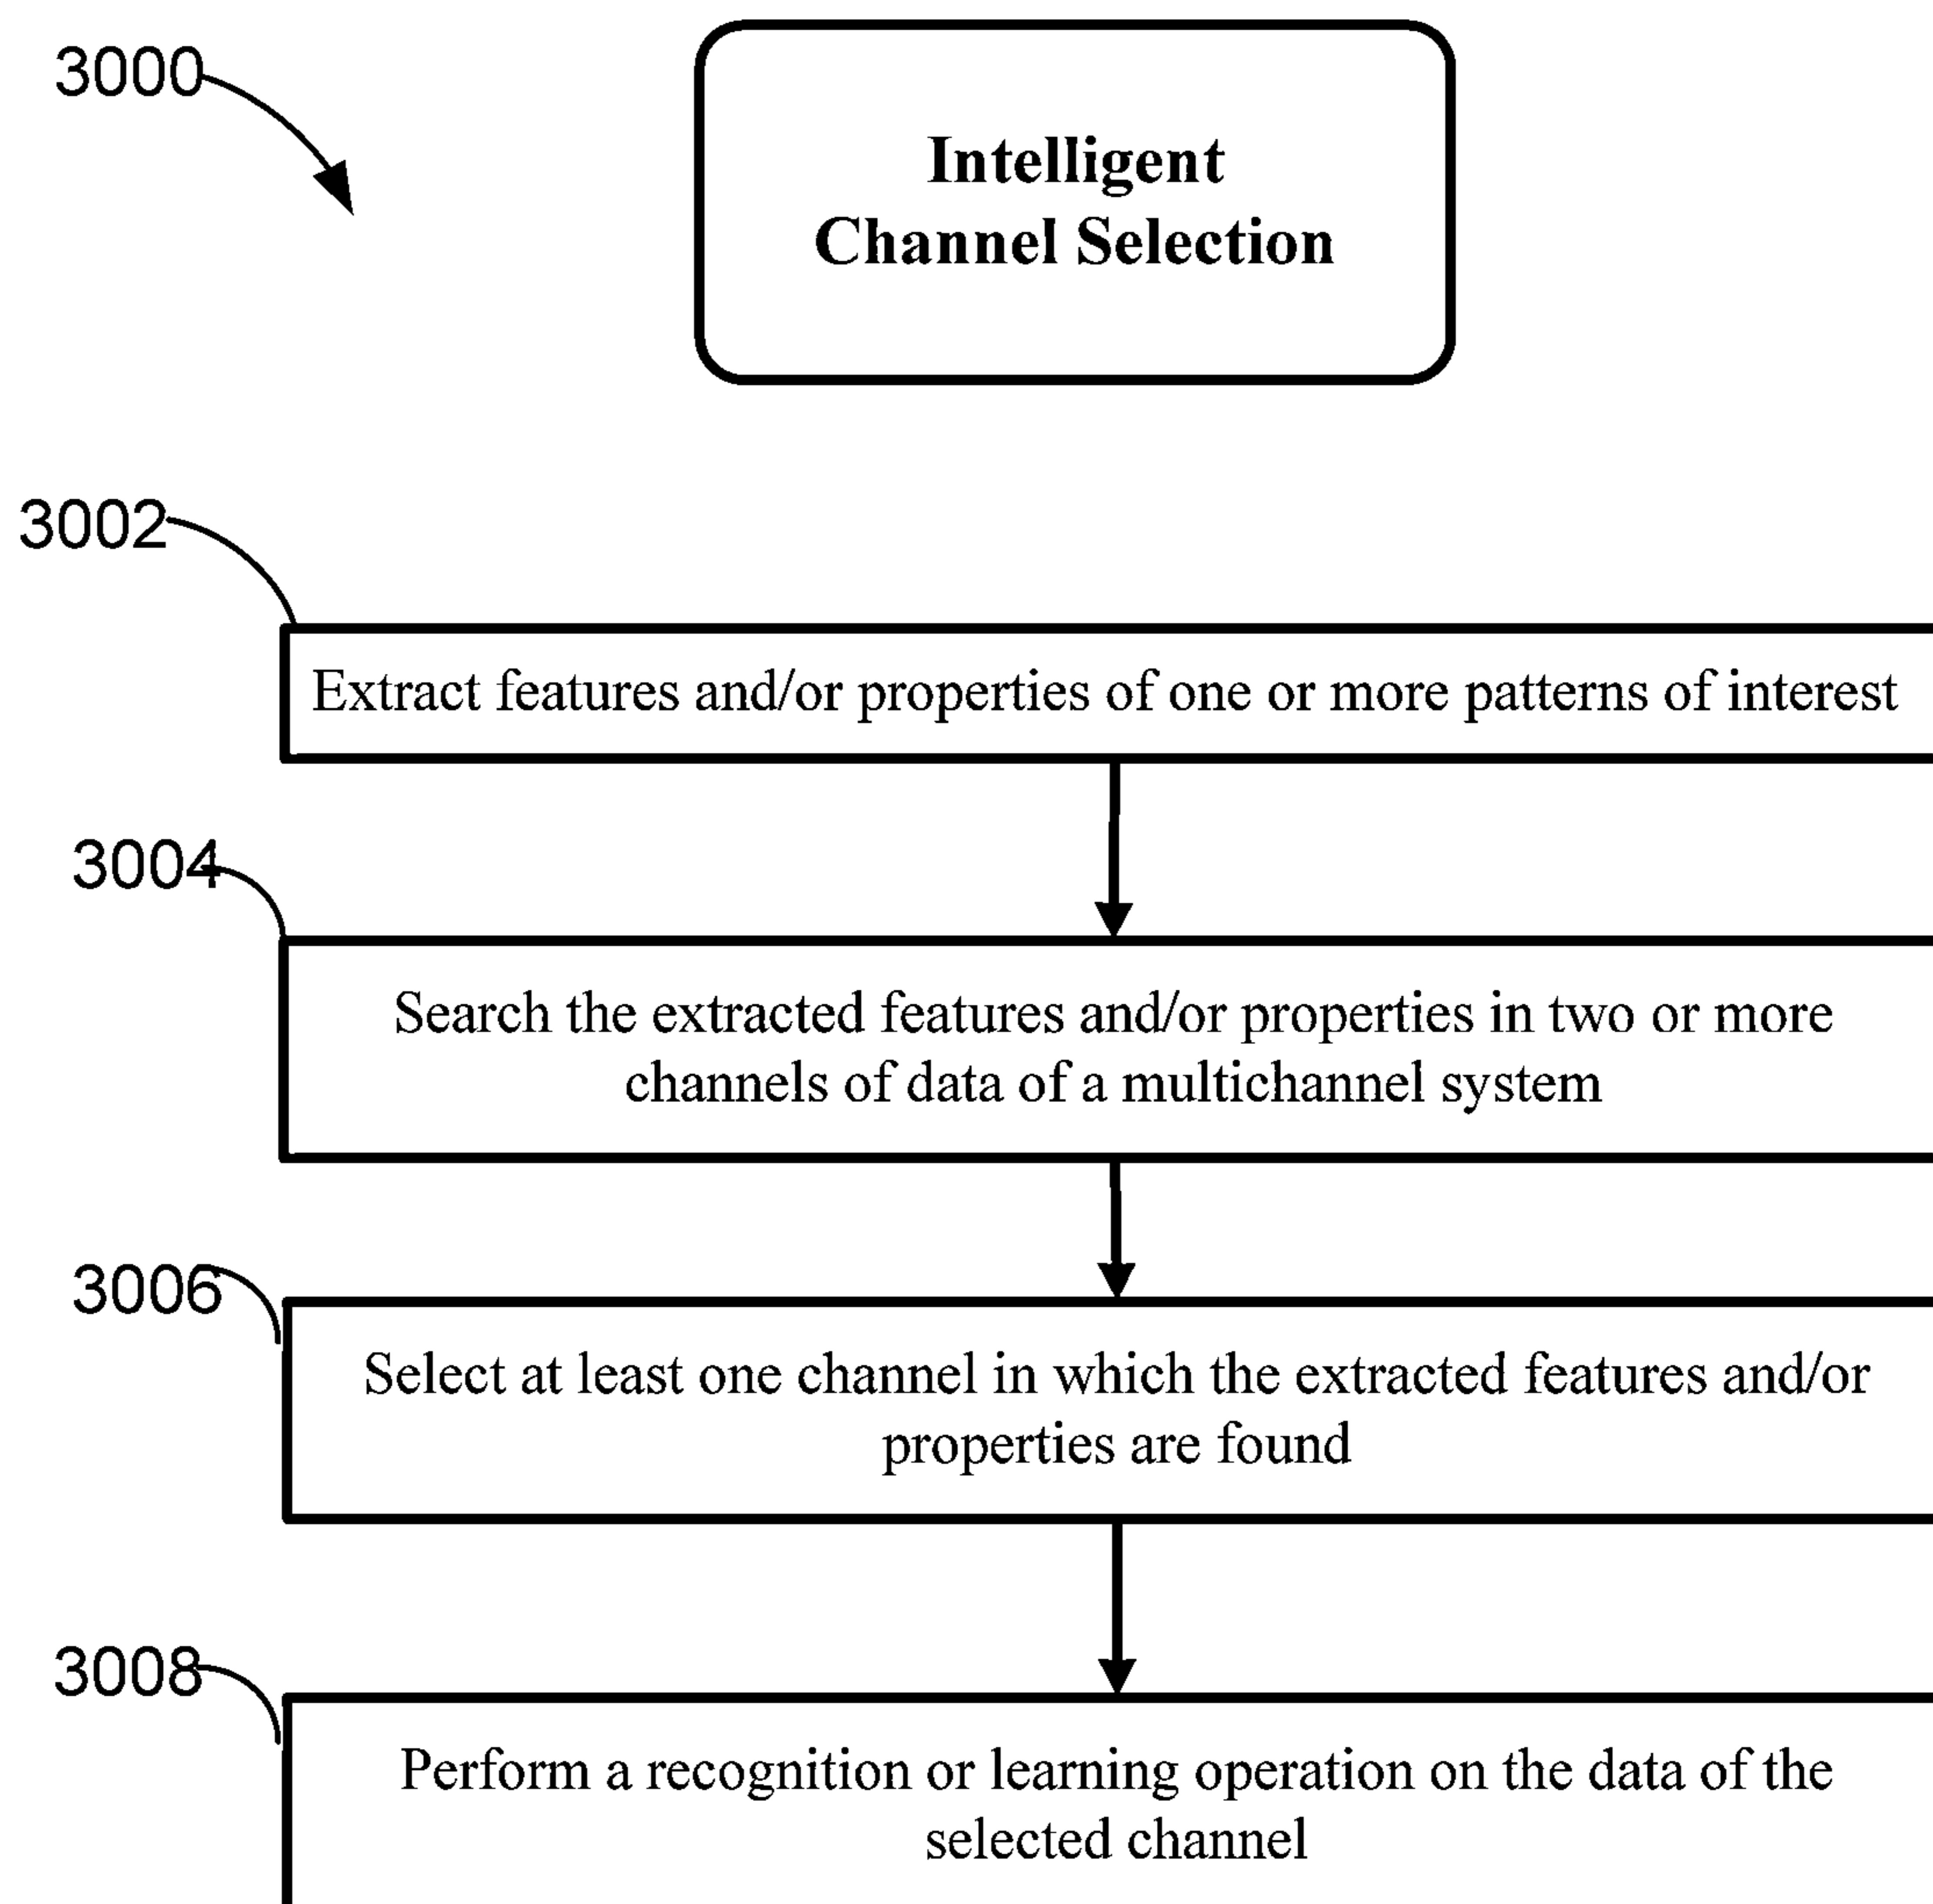 3000
Intelligent
Channel Selection
3002
Extract features and/or properties of one or more patterns of interest
3004
Search the extracted features and/or properties in two or more
channels of data of a multichannel system
3006
Select at least one channel in which the extracted features and/or
properties are found
3008
Perform a recognition or learning operation on the data of the
selected channel